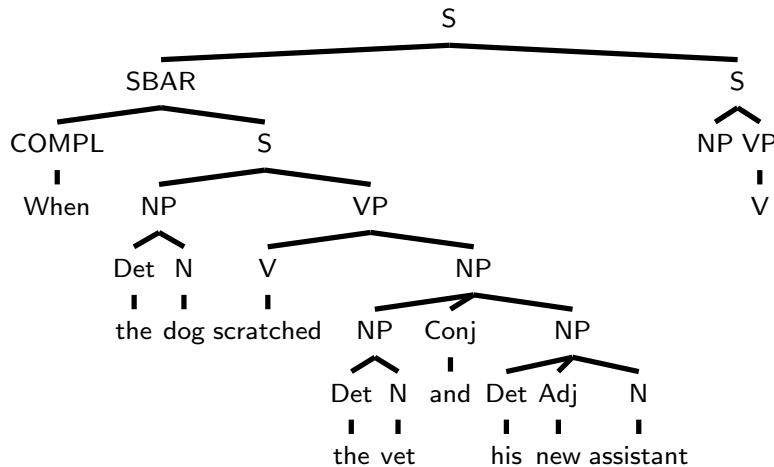 S
SBAR S
COMPL S NP VP
When NP VP V
Det N V NP
the dog scratched NP Conj NP
Det N and Det Adj N
the vet his new assistant